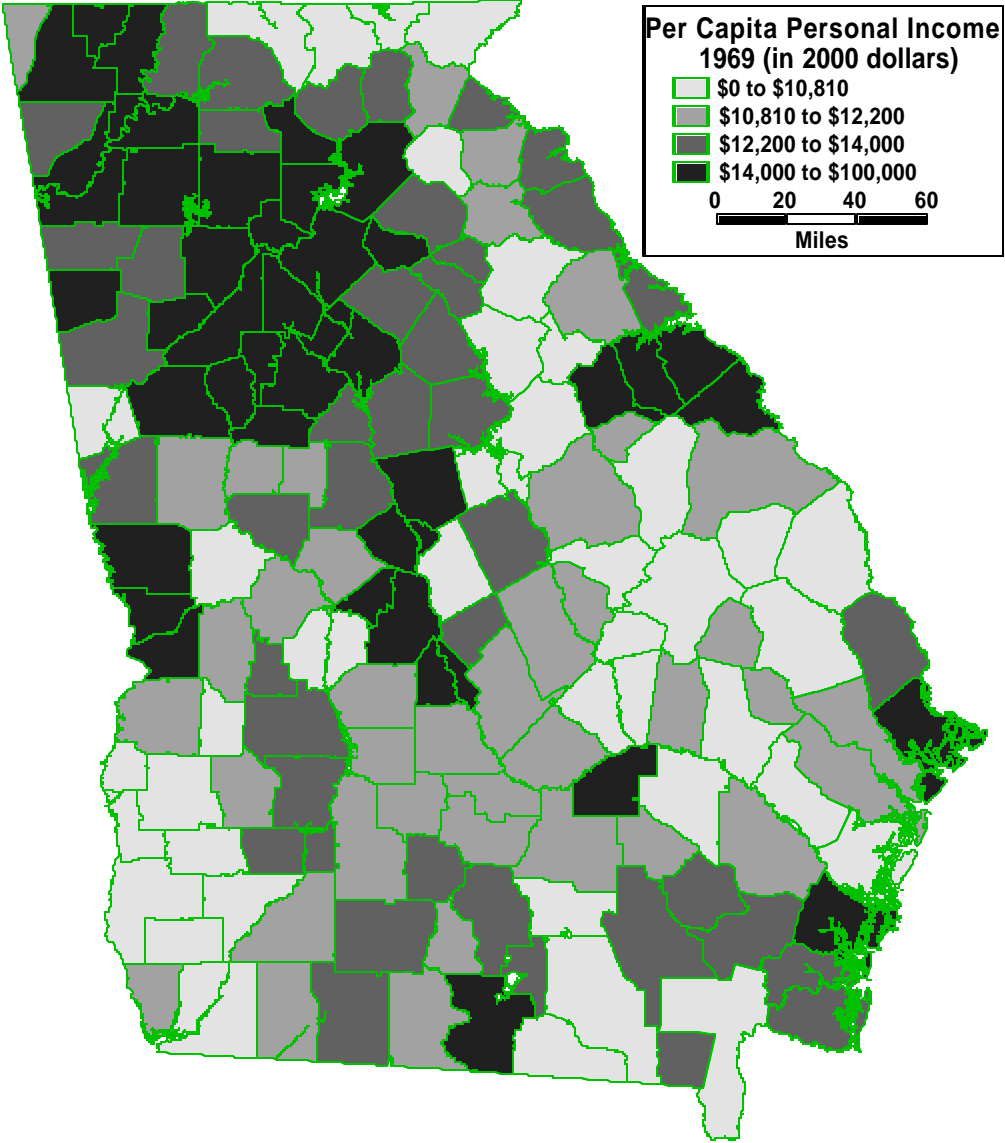 Per Capita Personal Income
1969 (in 2000 dollars)
$0 to $10,810
$10,810 to $12,200
$12,200 to $14,000
$14,000 to $100,000
0 20 40 60
Miles